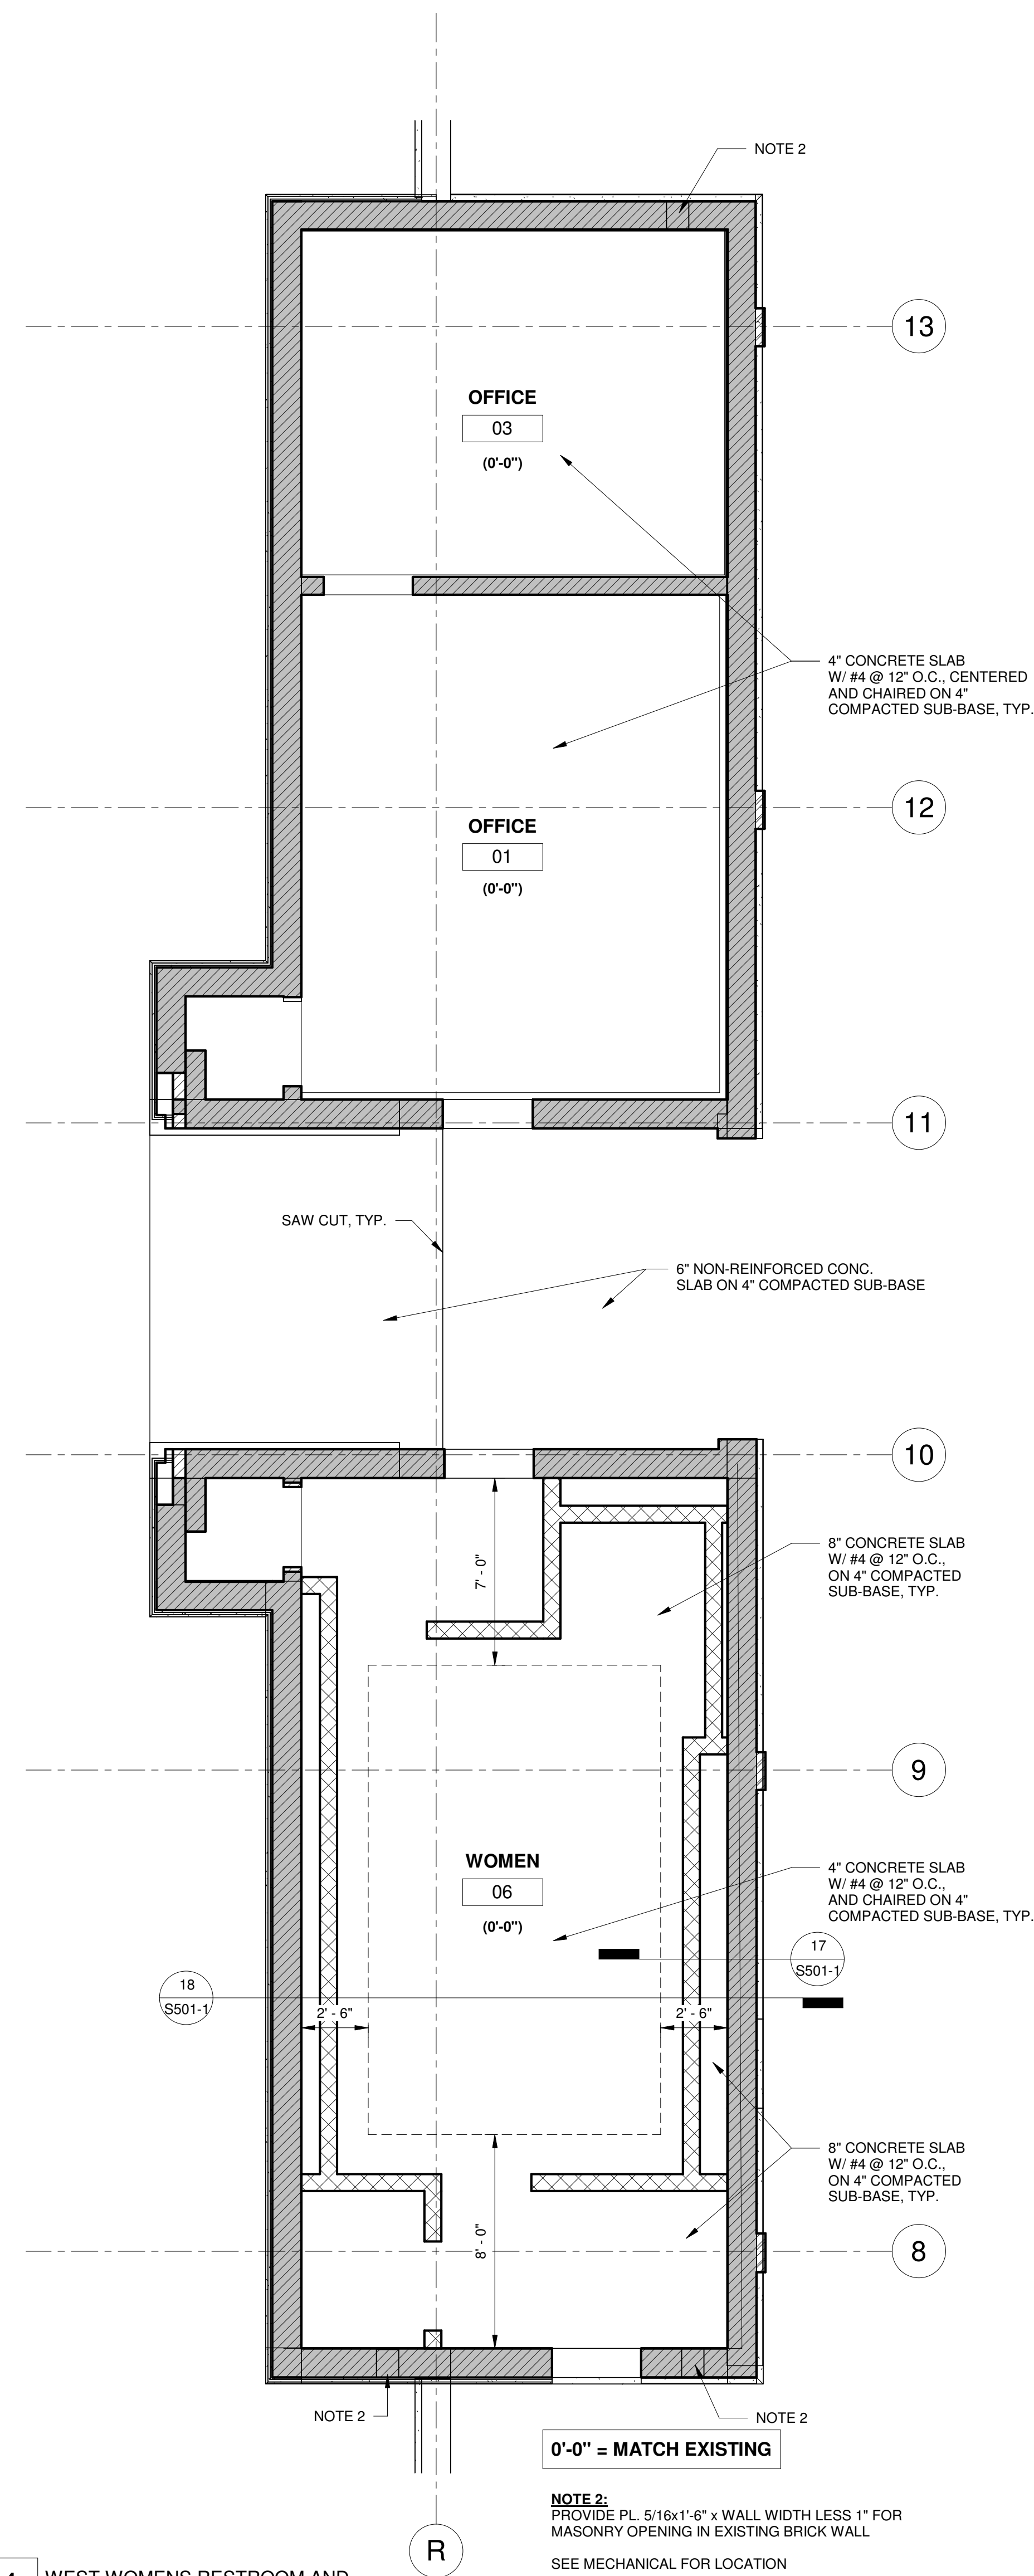 NOTE 2
13
OFFICE
03
(0'-0")
4" CONCRETE SLAB
W/ #4 @ 12" O.C., CENTERED
AND CHAIRED ON 4"
COMPACTED SUB-BASE, TYP.
12
OFFICE
01
(0'-0")
11
SAW CUT, TYP.
6" NON-REINFORCED CONC.
SLAB ON 4" COMPACTED SUB-BASE
10
8" CONCRETE SLAB
W/ #4 @ 12" O.C.,
ON 4" COMPACTED
SUB-BASE, TYP.
7' - 0"
9
WOMEN
06
(0'-0")
4" CONCRETE SLAB
W/ #4 @ 12" O.C.,
AND CHAIRED ON 4"
COMPACTED SUB-BASE, TYP.
17
S501-1
18
S501-1
2' - 6"
2' - 6"
8" CONCRETE SLAB
W/ #4 @ 12" O.C.,
ON 4" COMPACTED
SUB-BASE, TYP.
8' - 0"
8
NOTE 2
NOTE 2
0'-0" = MATCH EXISTING
NOTE 2:
PROVIDE PL. 5/16x1'-6" x WALL WIDTH LESS 1" FOR
MASONRY OPENING IN EXISTING BRICK WALL
SEE MECHANICAL FOR LOCATION
R
WEST WOMENS RESTROOM AND